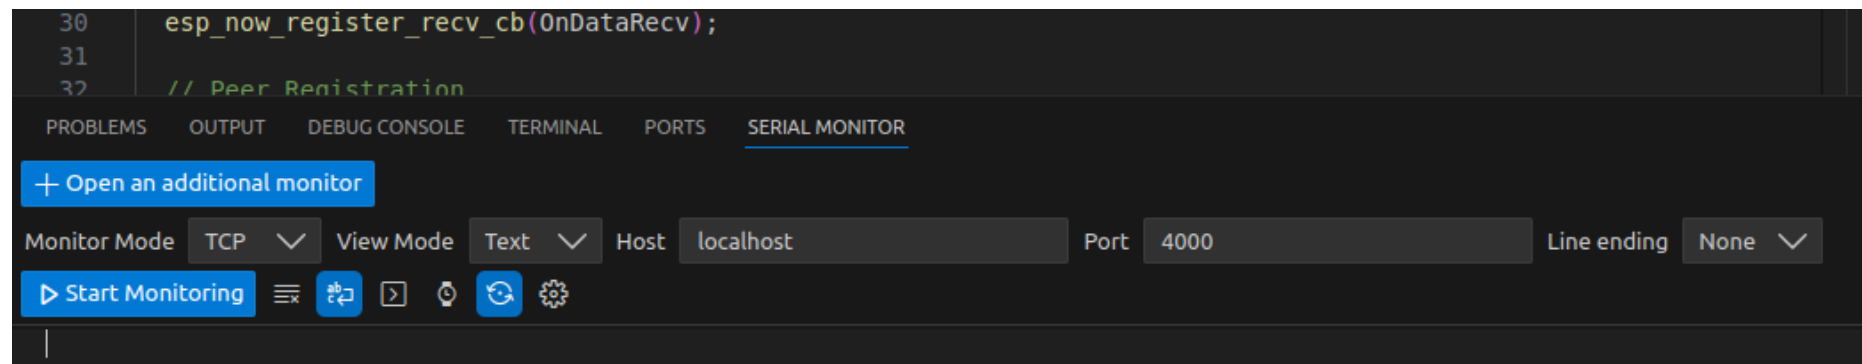 30 esp_now_register_recv_cb(OnDataRecv);
31
32 // Peer Registration
PROBLEMS OUTPUT DEBUG CONSOLE TERMINAL PORTS SERIAL MONITOR
Open an additional monitor
Monitor Mode TCP View Mode Text Host localhost Port 4000 Line ending None
Start Monitoring